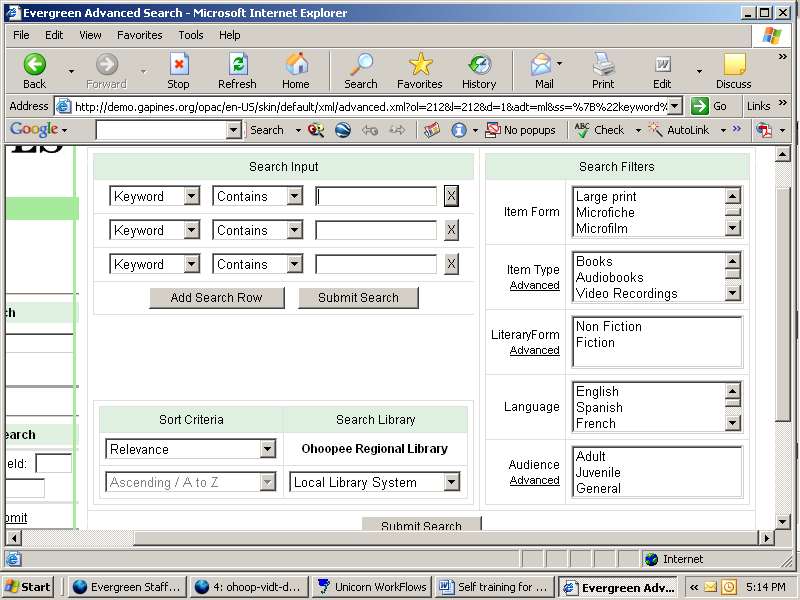 Evergreen Advanced Search - Microsoft Internet Explorer
File Edit View Favorites Tools Help
Back Forward Stop Refresh Home Search Favorites History Mail Print Edit Discuss
Address http://demo.gapines.org/opac/en-US/skin/default/xml/advanced.xml?ol=212&l=212&d=1&adt=ml&ss=%7B%22keyword% Go Links »
Google Search No popups ABC Check AutoLink »
ES
Search Input
Keyword Contains X
Keyword Contains X
Keyword Contains X
Add Search Row Submit Search
Search Filters
Item Form
Large print
Microfiche
Microfilm
Item Type
Advanced
Books
Audiobooks
Video Recordings
LiteraryForm
Advanced
Non Fiction
Fiction
Language
English
Spanish
French
Audience
Advanced
Adult
Juvenile
General
ch
earch
eld:
bmit
Sort Criteria Search Library
Relevance Ohoopee Regional Library
Ascending / A to Z Local Library System
Submit Search
Internet
Start Evergreen Staff... 4: ohoop-vidt-d... Unicorn WorkFlows Self training for ... Evergreen Adv... « 5:14 PM